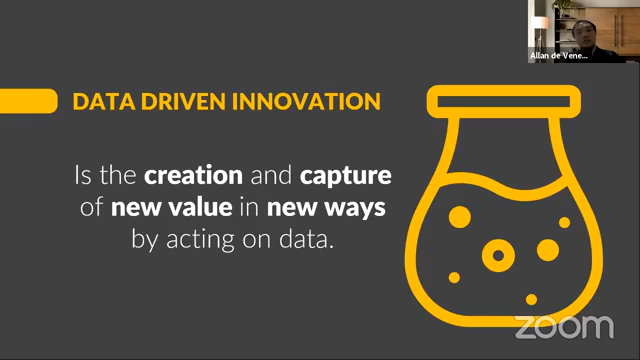 Allan de Vene...
DATA DRIVEN INNOVATION
Is the creation and capture
of new value in new ways
by acting on data.
zoom